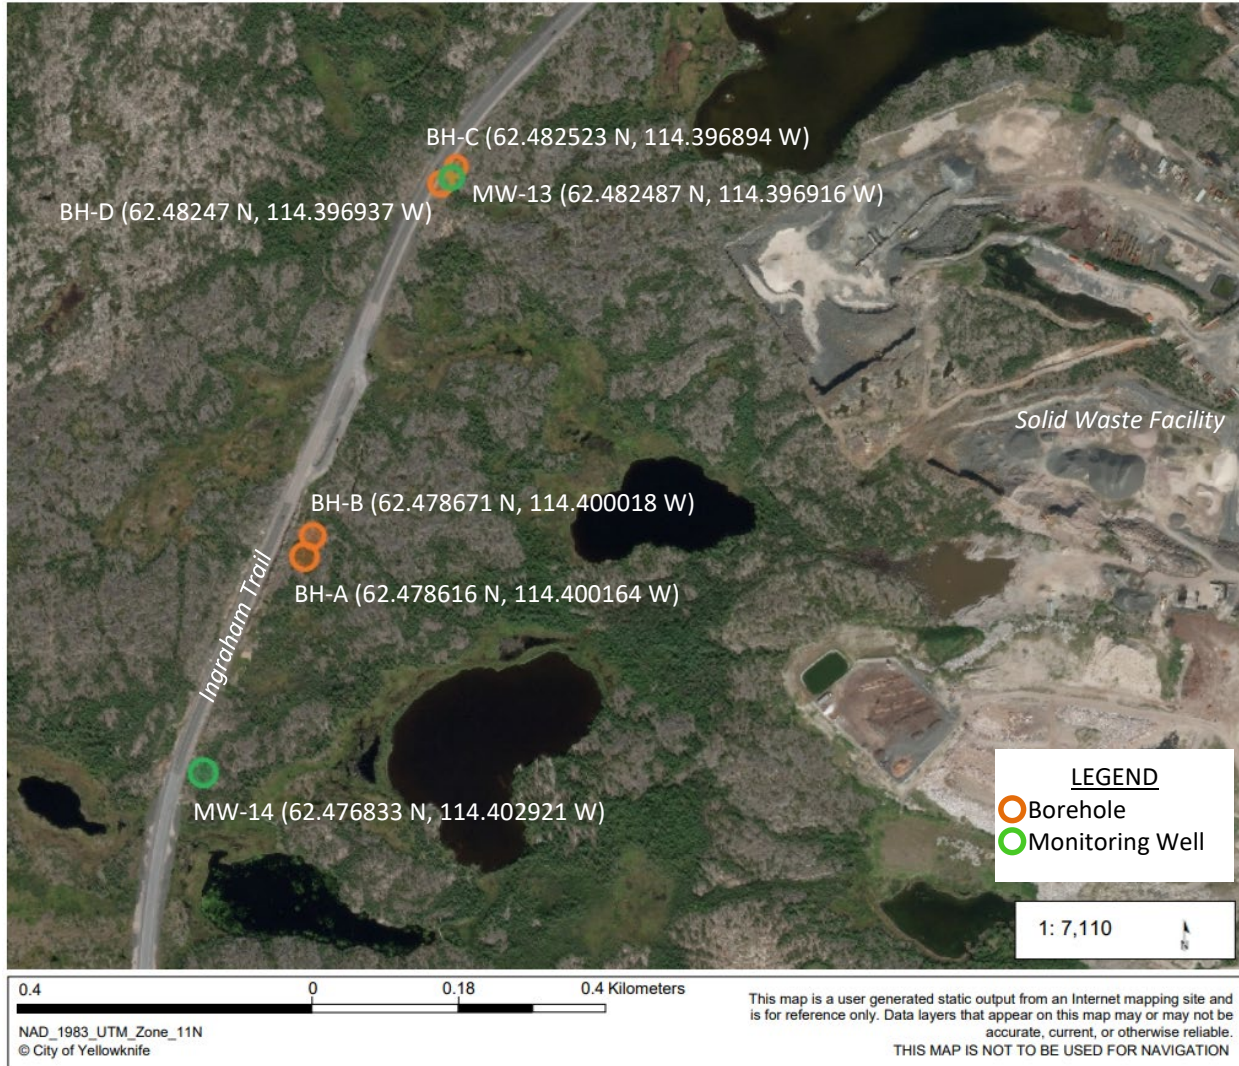 BH-C (62.482523 N, 114.396894 W)
MW-13 (62.482487 N, 114.396916 W)
BH-D (62.48247 N, 114.396937 W)
Solid Waste Facility
BH-B (62.478671 N, 114.400018 W)
BH-A (62.478616 N, 114.400164 W)
Ingraham Trail
MW-14 (62.476833 N, 114.402921 W)
LEGEND
Borehole
Monitoring Well
1: 7,110
N
0.4 0 0.18 0.4 Kilometers
NAD_1983_UTM_Zone_11N
© City of Yellowknife
This map is a user generated static output from an Internet mapping site and
is for reference only. Data layers that appear on this map may or may not be
accurate, current, or otherwise reliable.
THIS MAP IS NOT TO BE USED FOR NAVIGATION